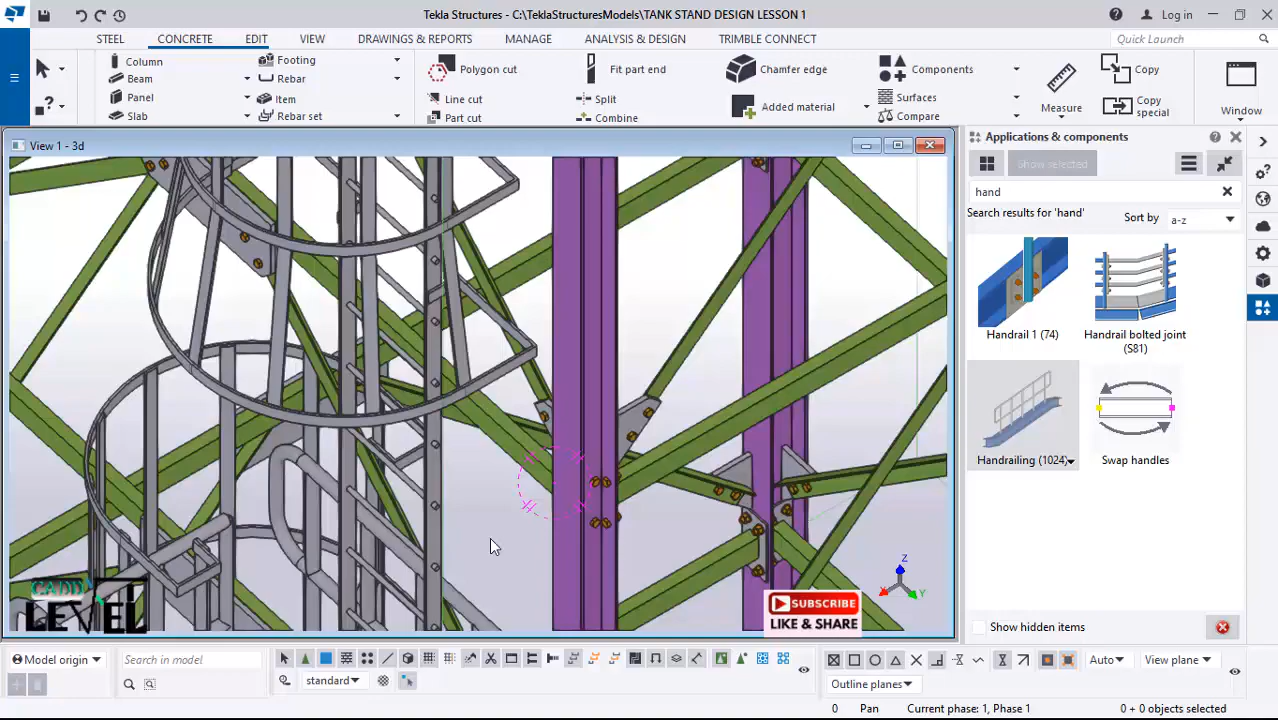 Tekla Structures - C:\TeklaStructuresModels\TANK STAND DESIGN LESSON 1
Log in
STEEL
CONCRETE
EDIT
VIEW
DRAWINGS & REPORTS
MANAGE
ANALYSIS & DESIGN
TRIMBLE CONNECT
Quick Launch
Column
Beam
Panel
Slab
Footing
Rebar
Item
Rebar set
Polygon cut
Line cut
Part cut
Fit part end
Split
Combine
Chamfer edge
Added material
Components
Surfaces
Compare
Measure
Copy
Copy
special
Window
View 1 - 3d
Applications & components
Show selected
hand
Search results for 'hand'
Sort by
a-z
Handrail 1 (74)
Handrail bolted joint
(S81)
Handrailing (1024)
Swap handles
Show hidden items
Z
X
Y
CADD
LEVEL
SUBSCRIBE
LIKE & SHARE
Model origin
Search in model
standard
Auto
View plane
Outline planes
0
Pan
Current phase: 1, Phase 1
0 + 0 objects selected